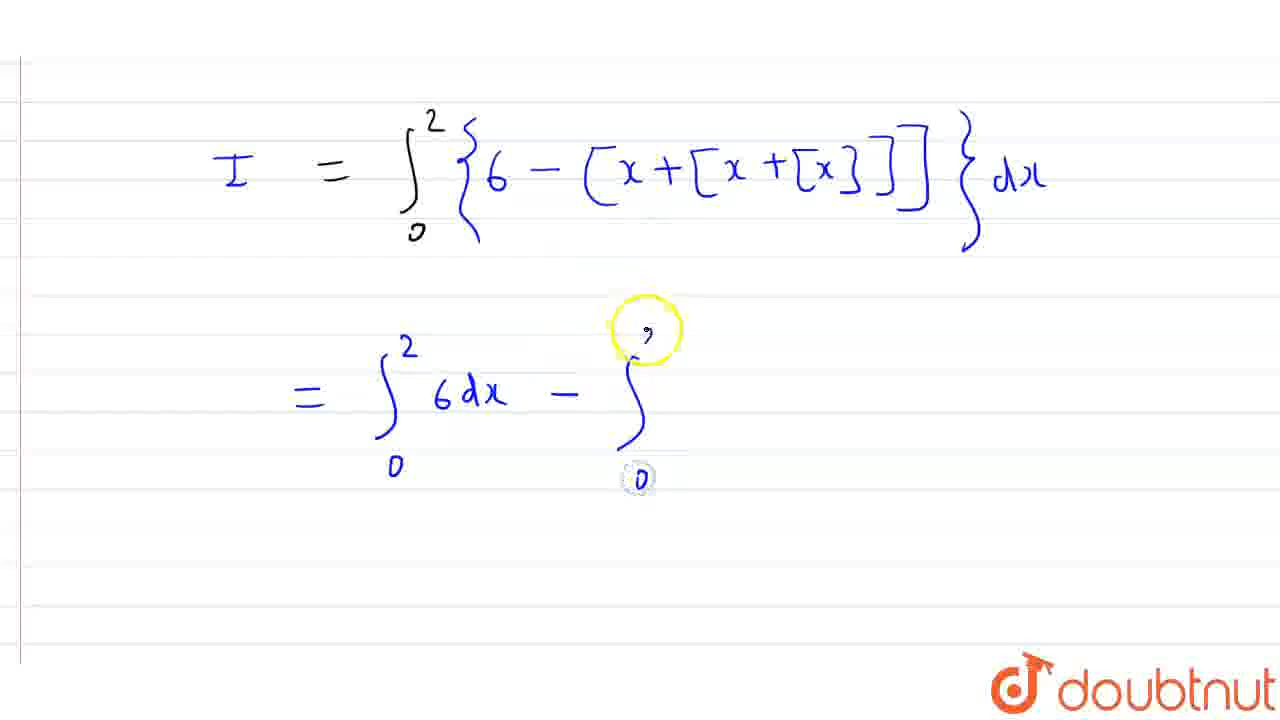 I = ∫₀² { 6 - [x + [x + [x]]] } dx
= ∫₀² 6 dx - ∫₀
doubtnut